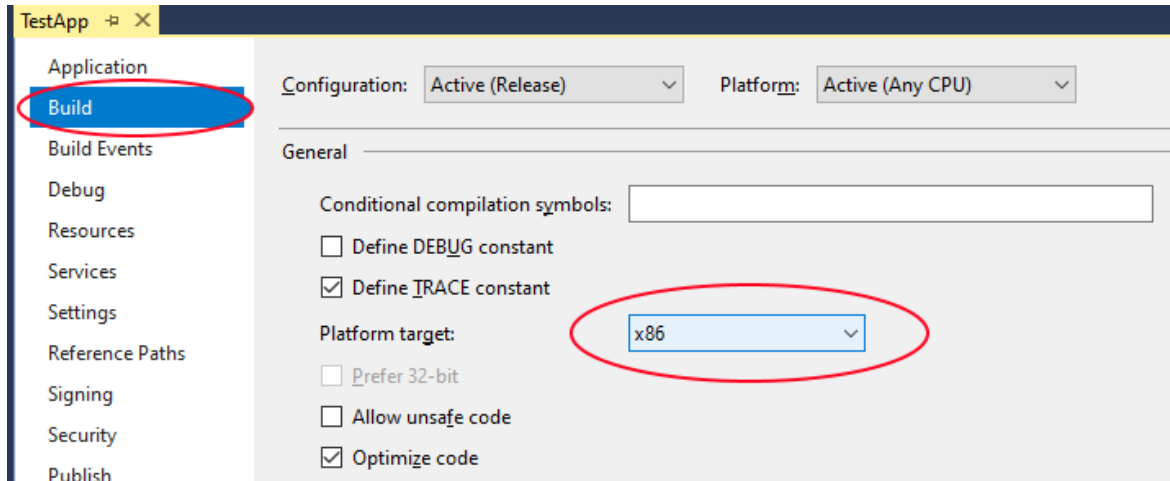 TestApp
Application
Build
Build Events
Debug
Resources
Services
Settings
Reference Paths
Signing
Security
Publish
Configuration: Active (Release) Platform: Active (Any CPU)
General
Conditional compilation symbols:
Define DEBUG constant
Define TRACE constant
Platform target: x86
Prefer 32-bit
Allow unsafe code
Optimize code